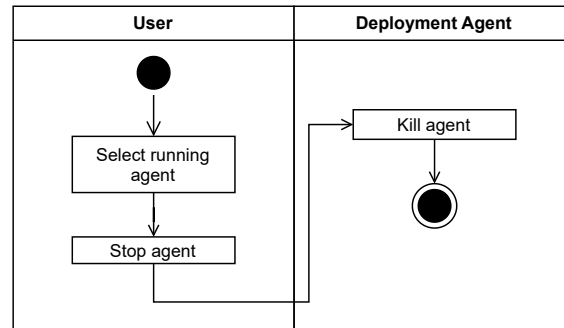 User
Deployment Agent
Select running
agent
Stop agent
Kill agent